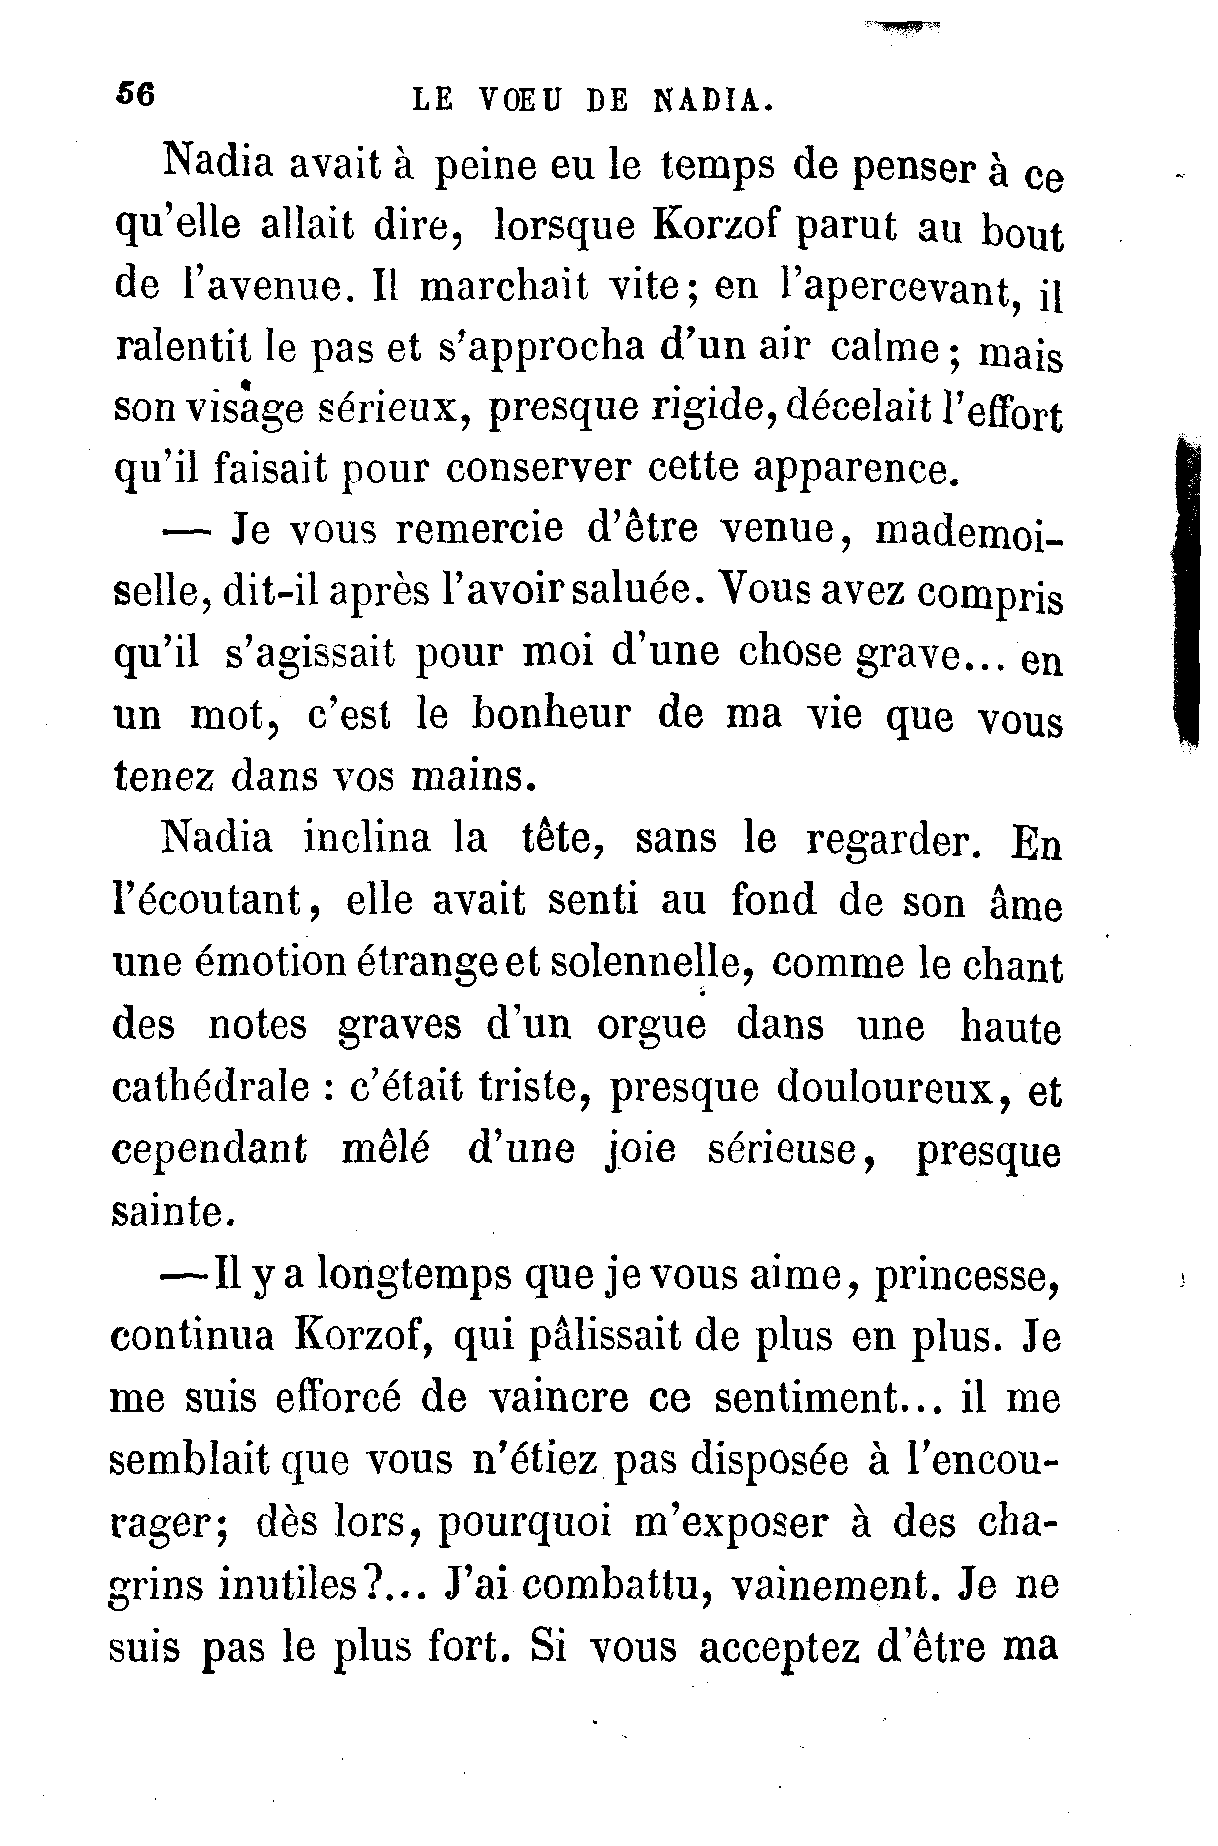 56 LE VŒU DE NADIA.
Nadia avait à peine eu le temps de penser à ce
qu'elle allait dire, lorsque Korzof parut au bout
de l'avenue. Il marchait vite; en l'apercevant, il
ralentit le pas et s'approcha d'un air calme; mais
son visage sérieux, presque rigide, décelait l'effort
qu'il faisait pour conserver cette apparence.
— Je vous remercie d'être venue, mademoi-
selle, dit-il après l'avoir saluée. Vous avez compris
qu'il s'agissait pour moi d'une chose grave... en
un mot, c'est le bonheur de ma vie que vous
tenez dans vos mains.
Nadia inclina la tête, sans le regarder. En
l'écoutant, elle avait senti au fond de son âme
une émotion étrange et solennelle, comme le chant
des notes graves d'un orgue dans une haute
cathédrale : c'était triste, presque douloureux, et
cependant mêlé d'une joie sérieuse, presque
sainte.
— Il y a longtemps que je vous aime, princesse,
continua Korzof, qui pâlissait de plus en plus. Je
me suis efforcé de vaincre ce sentiment... il me
semblait que vous n'étiez pas disposée à l'encou-
rager; dès lors, pourquoi m'exposer à des cha-
grins inutiles?... J'ai combattu, vainement. Je ne
suis pas le plus fort. Si vous acceptez d'être ma